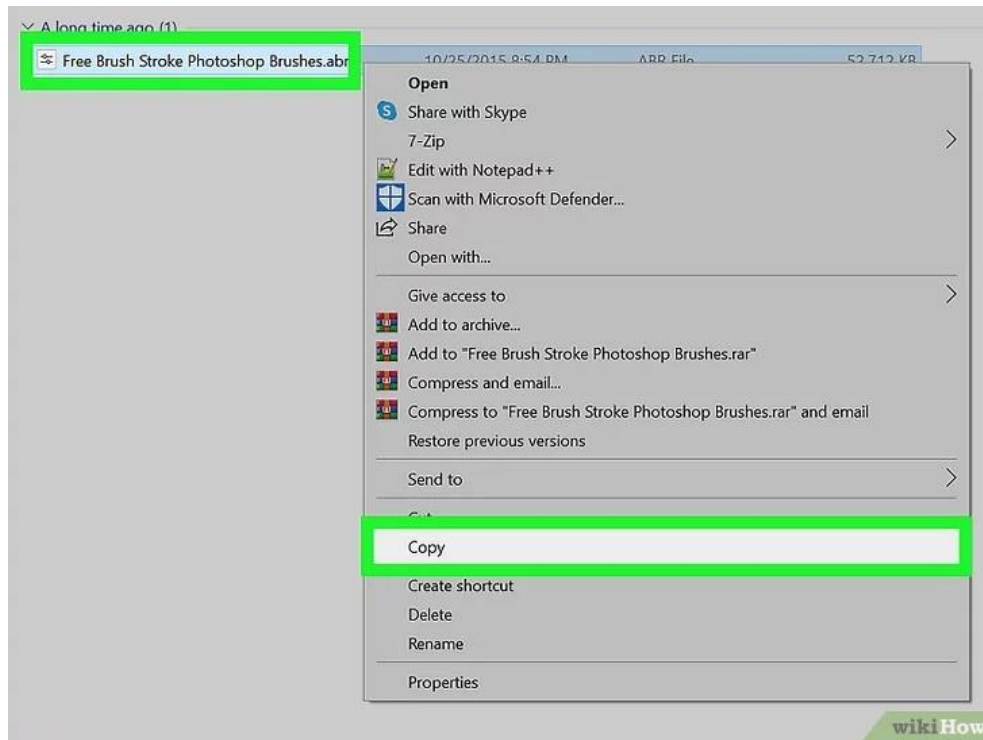 A long time ago (1)
Free Brush Stroke Photoshop Brushes.abr 10/25/2015 8:54 PM ABR File 52,712 KB
Open
Share with Skype
7-Zip
Edit with Notepad++
Scan with Microsoft Defender...
Share
Open with...
Give access to
Add to archive...
Add to "Free Brush Stroke Photoshop Brushes.rar"
Compress and email...
Compress to "Free Brush Stroke Photoshop Brushes.rar" and email
Restore previous versions
Send to
Cut
Copy
Create shortcut
Delete
Rename
Properties
wikiHow